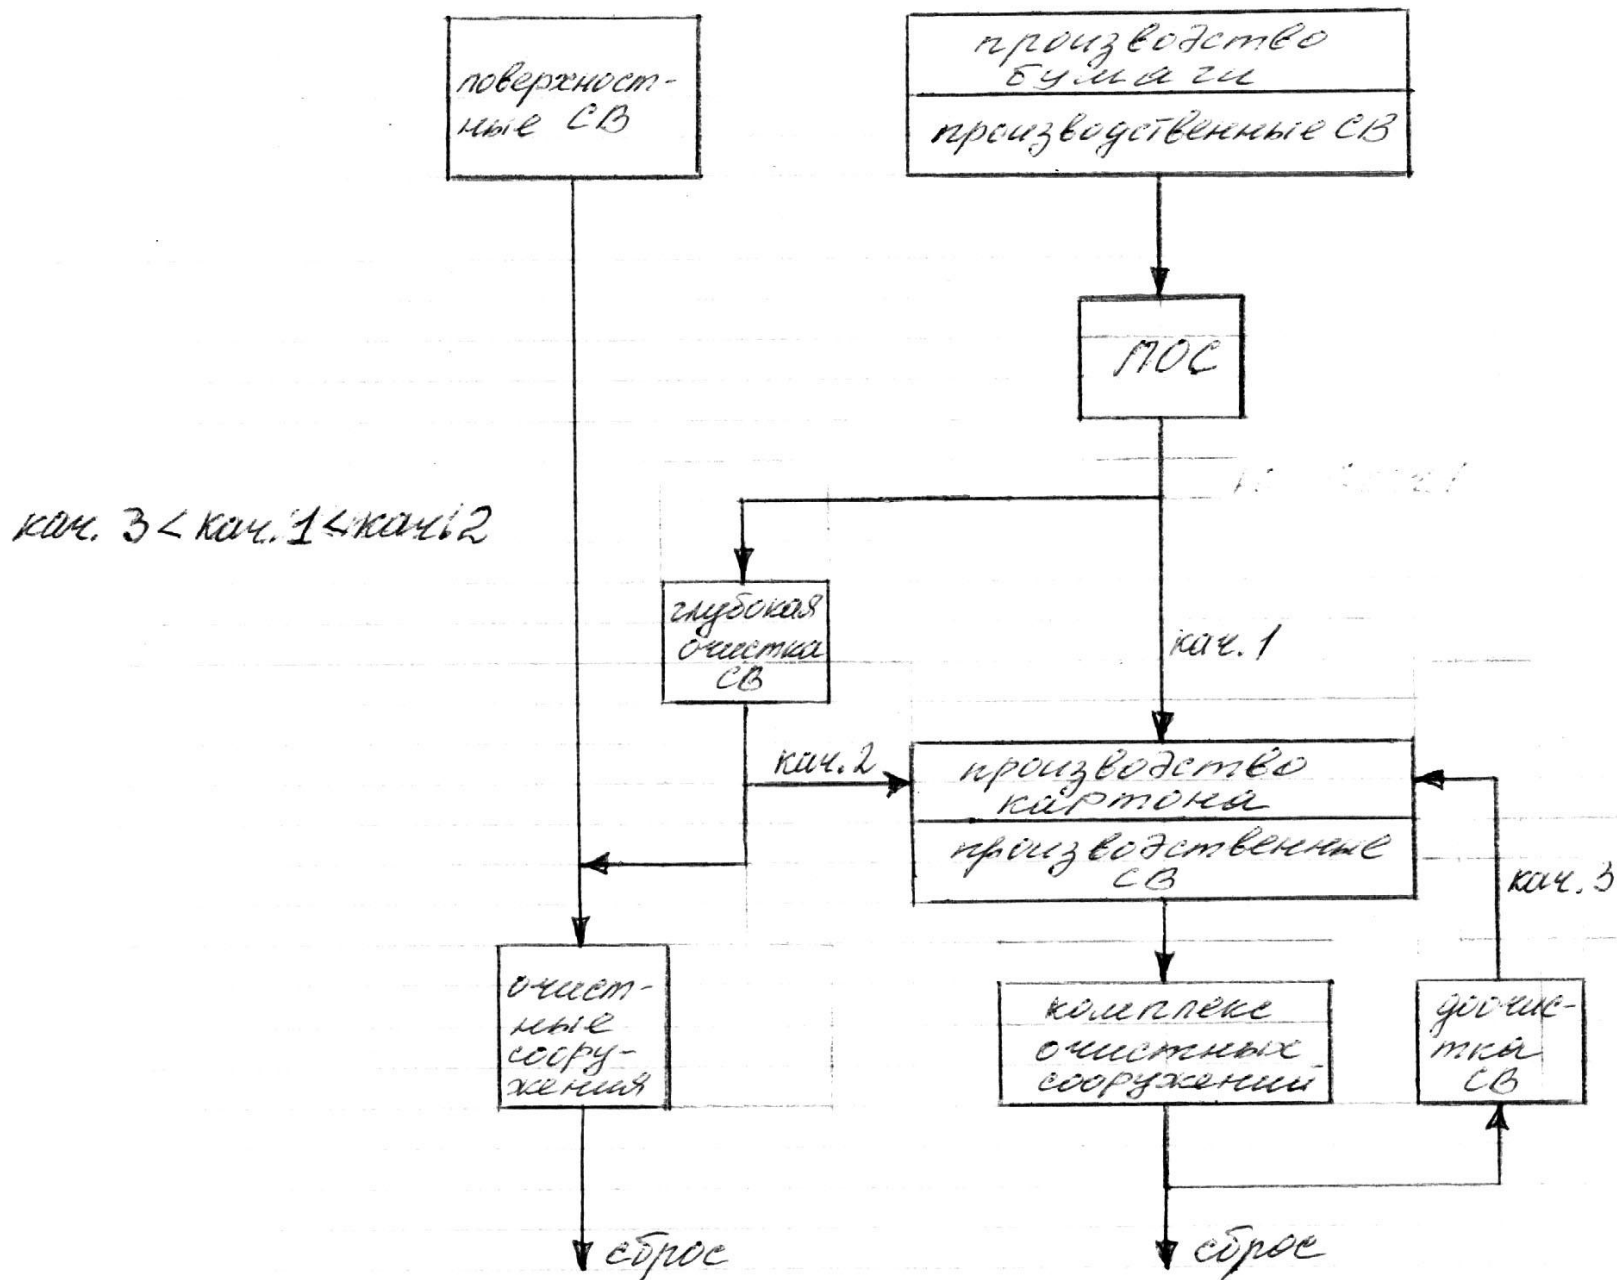 поверхност-
ные СВ
производство
бумаги
производственные СВ
ЛОС
кач. 3 < кач. 1 < кач. 2
глубокая
очистка
СВ
кач. 1
кач. 2
производство
картона
производственные
СВ
кач. 3
очист-
ные
соору-
жения
комплекс
очистных
сооружений
доочис-
тка
СВ
сброс
сброс